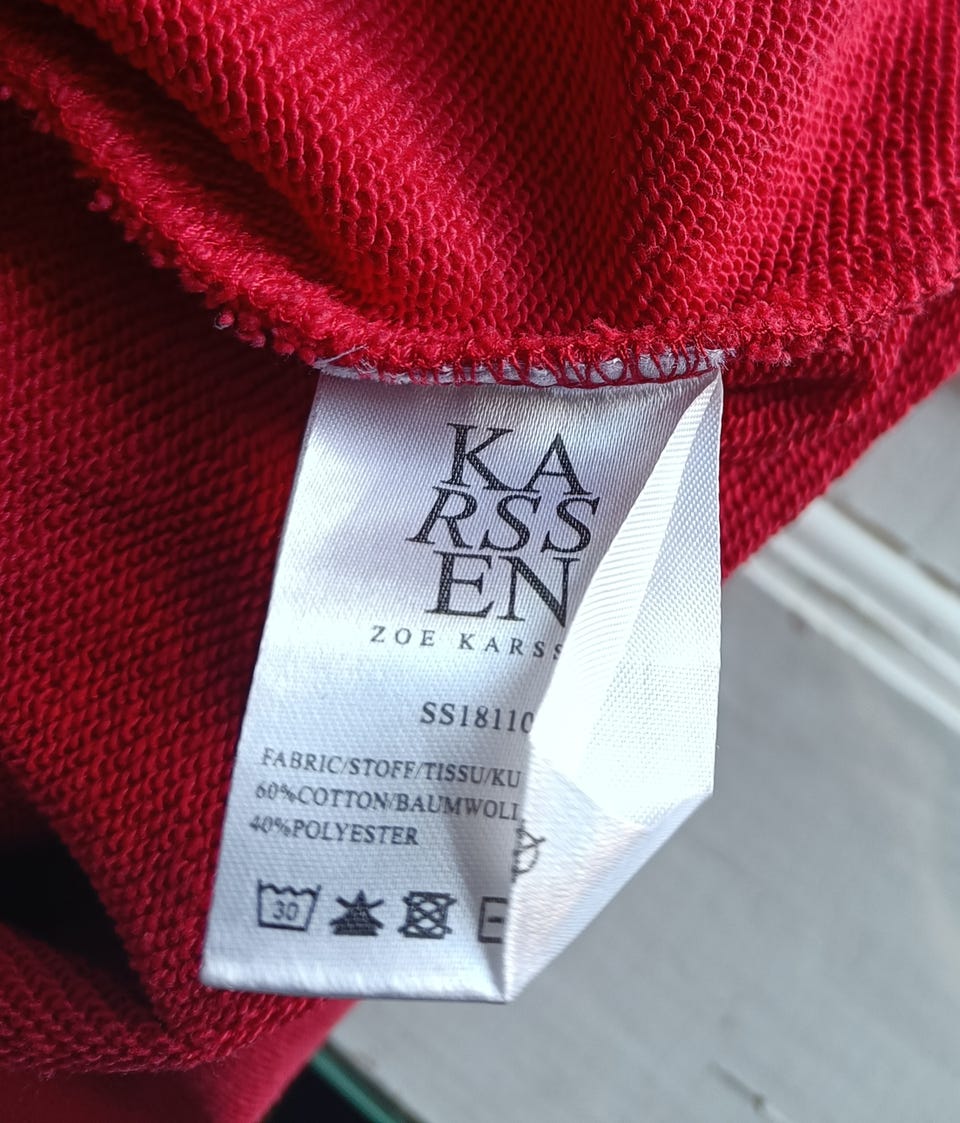 KA
RSS
EN
ZOE KARSS
SS18110
FABRIC/STOFF/TISSU/KU
60%COTTON/BAUMWOLL
40%POLYESTER
30